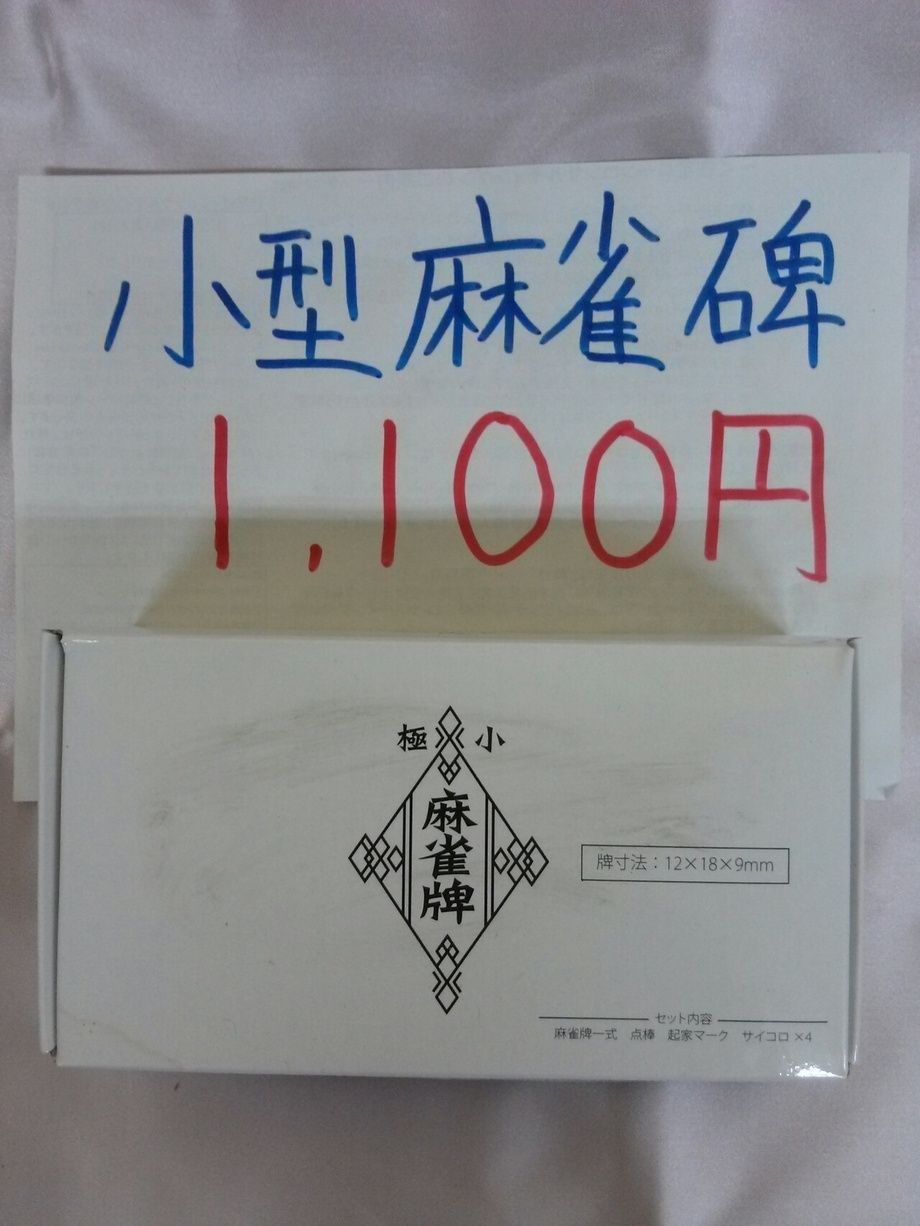 小型麻雀碑
1,100円
極小
麻雀牌
牌寸法：12×18×9mm
セット内容
麻雀牌一式　点棒　起家マーク　サイコロ×4